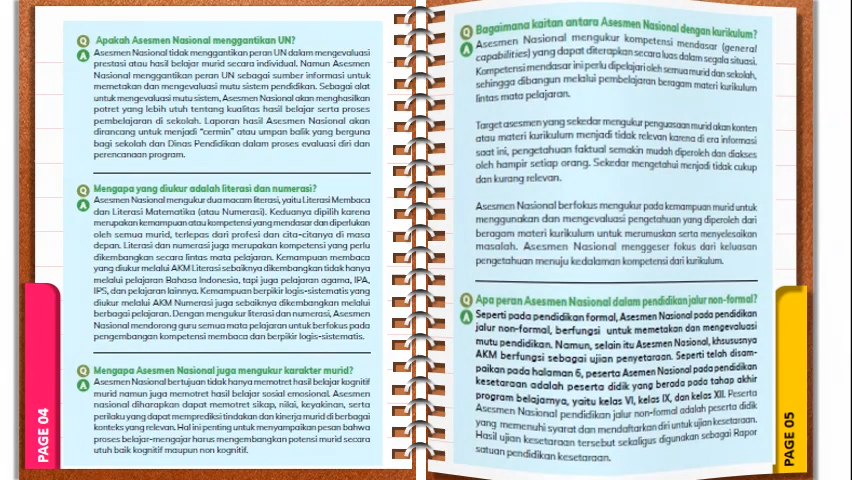 Q Apakah Asesmen Nasional menggantikan UN?
A Asesmen Nasional tidak menggantikan peran UN dalam mengevaluasi
prestasi atau hasil belajar murid secara individual. Namun Asesmen
Nasional menggantikan peran UN sebagai sumber informasi untuk
memetakan dan mengevaluasi mutu sistem pendidikan. Sebagai alat
untuk mengevaluasi mutu sistem, Asesmen Nasional akan menghasilkan
potret yang lebih utuh tentang kualitas hasil belajar serta proses
pembelajaran di sekolah. Laporan hasil Asesmen Nasional akan
dirancang untuk menjadi “cermin” atau umpan balik yang berguna
bagi sekolah dan Dinas Pendidikan dalam proses evaluasi diri dan
perencanaan program.
Q Mengapa yang diukur adalah literasi dan numerasi?
A Asesmen Nasional mengukur dua macam literasi, yaitu Literasi Membaca
dan Literasi Matematika (atau Numerasi). Keduanya dipilih karena
merupakan kemampuan atau kompetensi yang mendasar dan diperlukan
oleh semua murid, terlepas dari profesi dan cita-citanya di masa
depan. Literasi dan numerasi juga merupakan kompetensi yang perlu
dikembangkan secara lintas mata pelajaran. Kemampuan membaca
yang diukur melalui AKM Literasi sebaiknya dikembangkan tidak hanya
melalui pelajaran Bahasa Indonesia, tapi juga pelajaran agama, IPA,
IPS, dan pelajaran lainnya. Kemampuan berpikir logis-sistematis yang
diukur melalui AKM Numerasi juga sebaiknya dikembangkan melalui
berbagai pelajaran. Dengan mengukur literasi dan numerasi, Asesmen
Nasional mendorong guru semua mata pelajaran untuk berfokus pada
pengembangan kompetensi membaca dan berpikir logis-sistematis.
Q Mengapa Asesmen Nasional juga mengukur karakter murid?
A Asesmen Nasional bertujuan tidak hanya memotret hasil belajar kognitif
murid namun juga memotret hasil belajar sosial emosional. Asesmen
nasional diharapkan dapat memotret sikap, nilai, keyakinan, serta
perilaku yang dapat memprediksi tindakan dan kinerja murid di berbagai
konteks yang relevan. Hal ini penting untuk menyampaikan pesan bahwa
proses belajar-mengajar harus mengembangkan potensi murid secara
utuh baik kognitif maupun non kognitif.
PAGE 04
Q Bagaimana kaitan antara Asesmen Nasional dengan kurikulum?
A Asesmen Nasional mengukur kompetensi mendasar (general
capabilities) yang dapat diterapkan secara luas dalam segala situasi.
Kompetensi mendasar ini perlu dipelajari oleh semua murid dan sekolah,
sehingga dibangun melalui pembelajaran beragam materi kurikulum
lintas mata pelajaran.
Target asesmen yang sekedar mengukur penguasaan murid akan konten
atau materi kurikulum menjadi tidak relevan karena di era informasi
saat ini, pengetahuan faktual semakin mudah diperoleh dan diakses
oleh hampir setiap orang. Sekedar mengetahui menjadi tidak cukup
dan kurang relevan.
Asesmen Nasional berfokus mengukur pada kemampuan murid untuk
menggunakan dan mengevaluasi pengetahuan yang diperoleh dari
beragam materi kurikulum untuk merumuskan serta menyelesaikan
masalah. Asesmen Nasional menggeser fokus dari keluasan
pengetahuan menuju kedalaman kompetensi dari kurikulum.
Q Apa peran Asesmen Nasional dalam pendidikan jalur non-formal?
A Seperti pada pendidikan formal, Asesmen Nasional pada pendidikan
jalur non-formal, berfungsi untuk memetakan dan mengevaluasi
mutu pendidikan. Namun, selain itu Asesmen Nasional, khsususnya
AKM berfungsi sebagai ujian penyetaraan. Seperti telah disam-
paikan pada halaman 6, peserta Asemen Nasional pada pendidikan
kesetaraan adalah peserta didik yang berada pada tahap akhir
program belajarnya, yaitu kelas VI, kelas IX, dan kelas XII. Peserta
Asesmen Nasional pendidikan jalur non-formal adalah peserta didik
yang memenuhi syarat dan mendaftarkan diri untuk ujian kesetaraan.
Hasil ujian kesetaraan tersebut sekaligus digunakan sebagai Rapor
satuan pendidikan kesetaraan.
PAGE 05